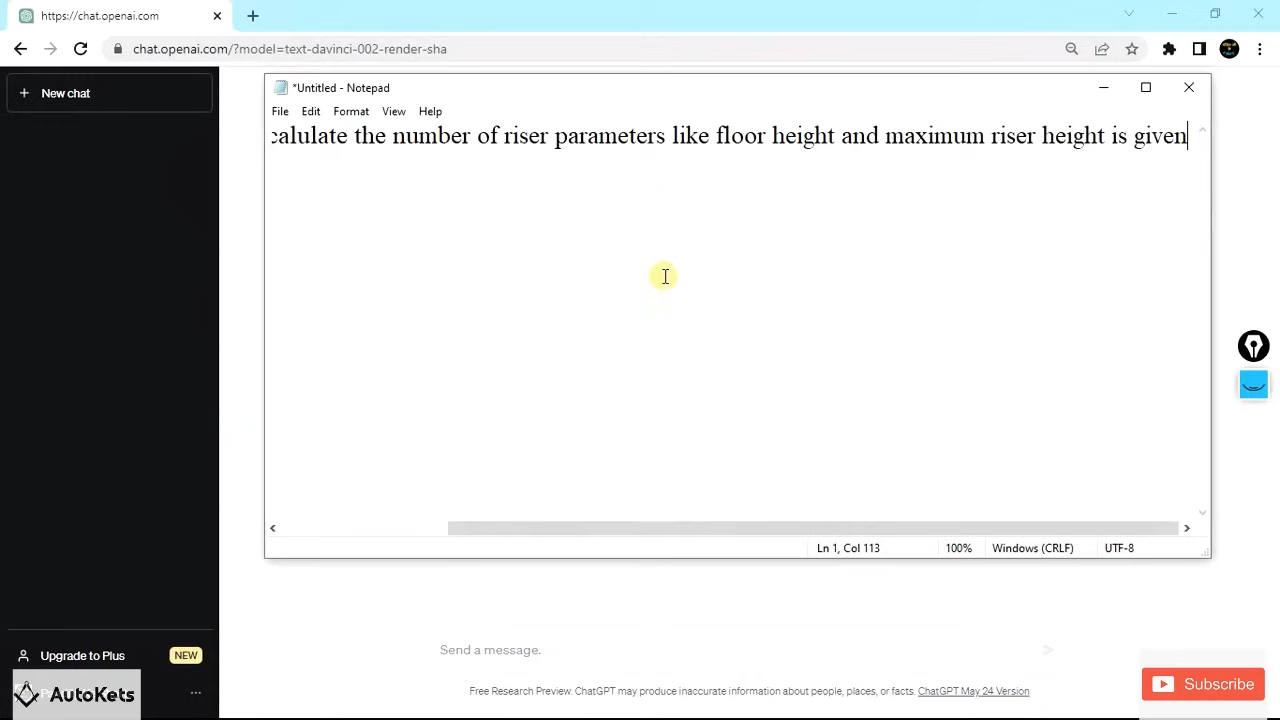 https://chat.openai.com
chat.openai.com/?model=text-davinci-002-render-sha
New chat
*Untitled - Notepad
File Edit Format View Help
calulate the number of riser parameters like floor height and maximum riser height is given
Ln 1, Col 113 100% Windows (CRLF) UTF-8
Send a message.
Upgrade to Plus NEW
AutoKets
Free Research Preview. ChatGPT may produce inaccurate information about people, places, or facts. ChatGPT May 24 Version
Subscribe